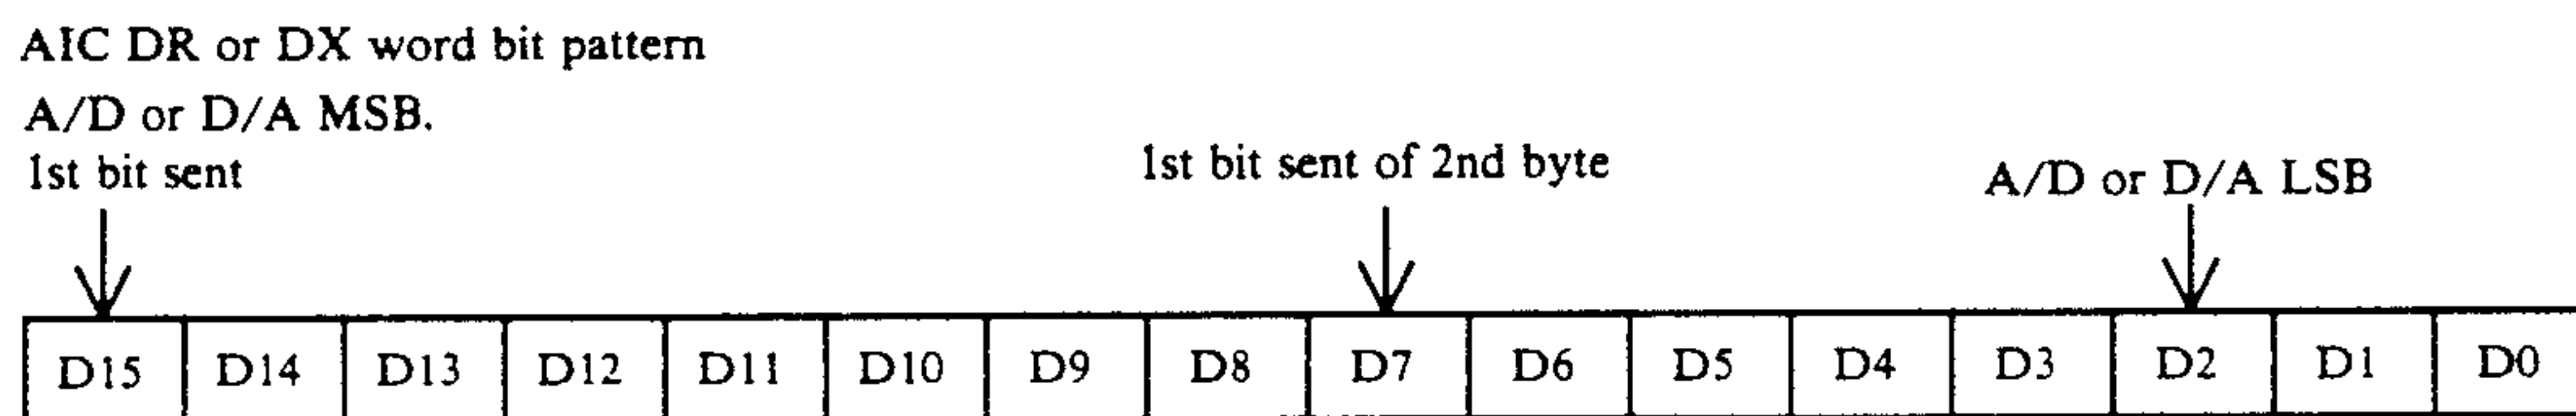 AIC DR or DX word bit pattern
A/D or D/A MSB.
1st bit sent
1st bit sent of 2nd byte
A/D or D/A LSB
D15 D14 D13 D12 D11 D10 D9 D8 D7 D6 D5 D4 D3 D2 D1 D0